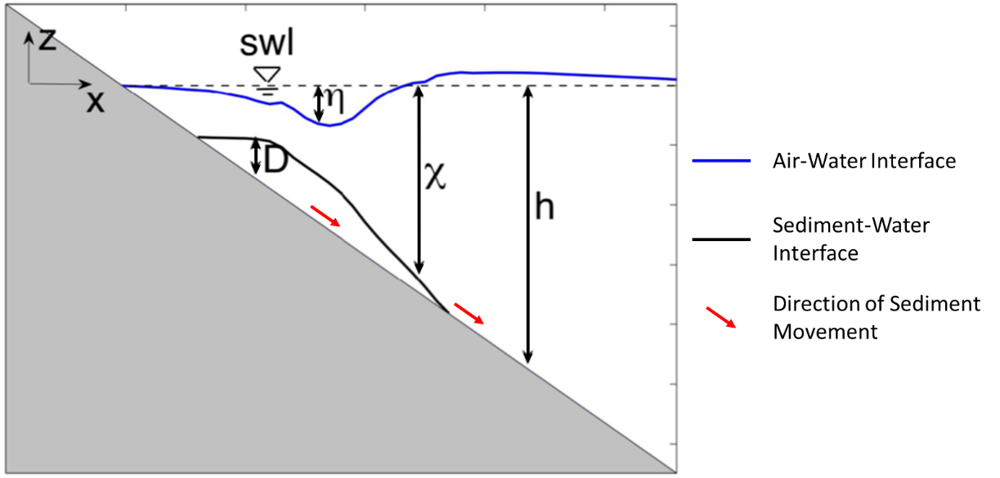 swl
z
x
η
D
χ
h
Air-Water Interface
Sediment-Water
Interface
Direction of Sediment
Movement